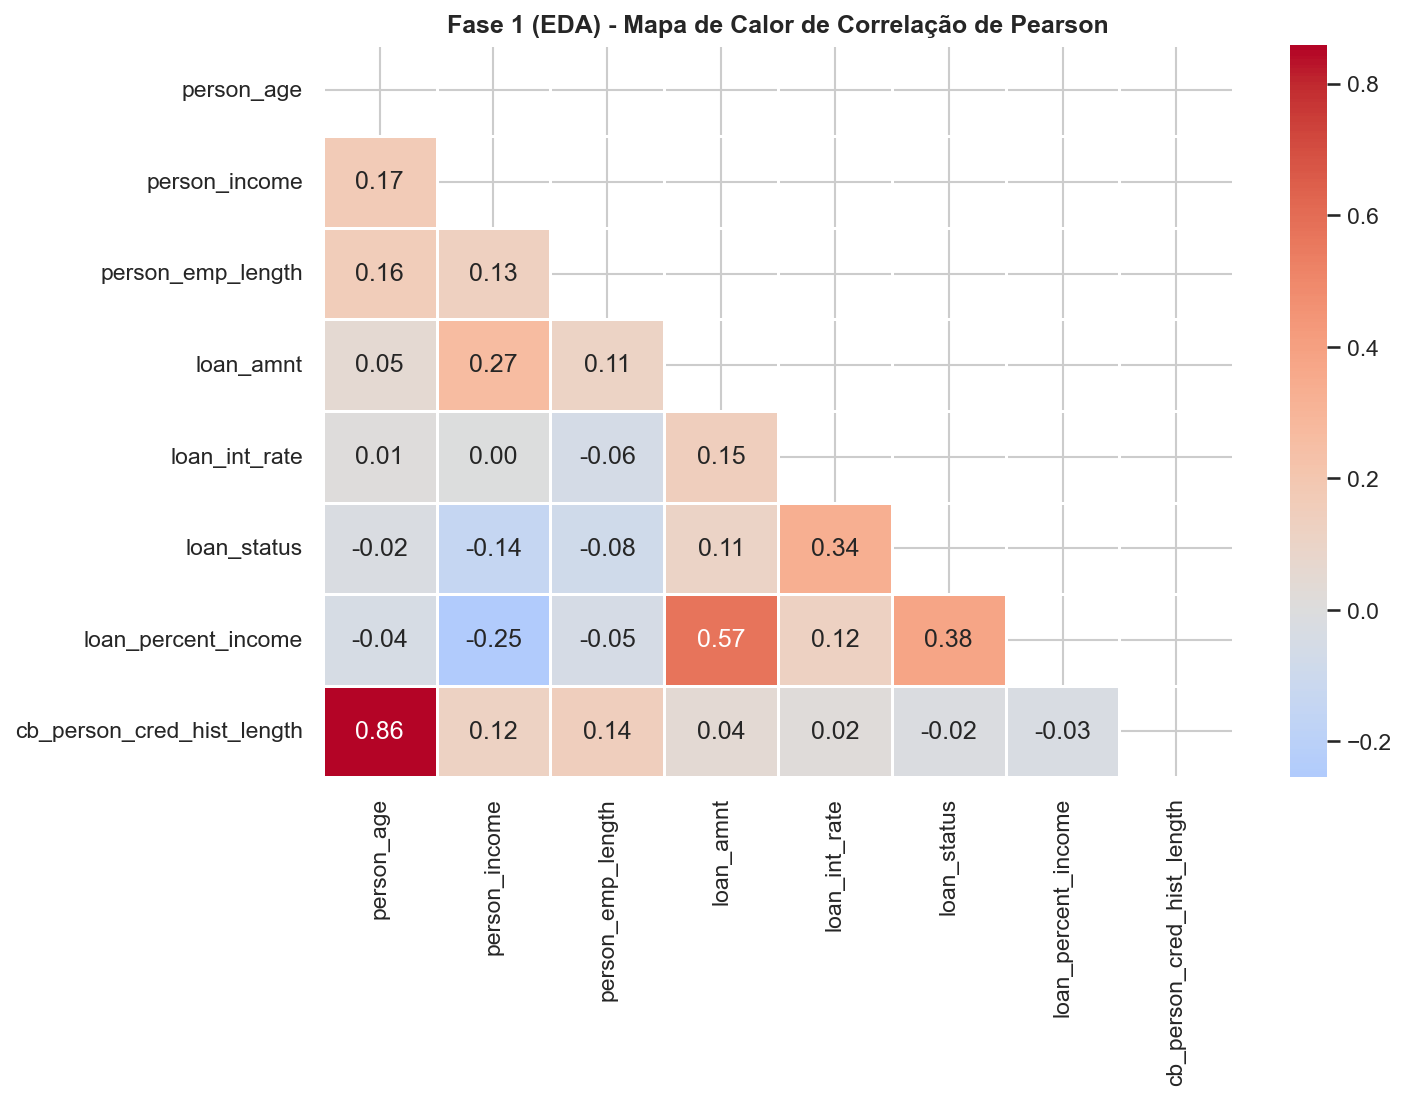 Fase 1 (EDA) - Mapa de Calor de Correlação de Pearson
person_age
person_income 0.17
person_emp_length 0.16 0.13
loan_amnt 0.05 0.27 0.11
loan_int_rate 0.01 0.00 -0.06 0.15
loan_status -0.02 -0.14 -0.08 0.11 0.34
loan_percent_income -0.04 -0.25 -0.05 0.57 0.12 0.38
cb_person_cred_hist_length 0.86 0.12 0.14 0.04 0.02 -0.02 -0.03
person_age
person_income
person_emp_length
loan_amnt
loan_int_rate
loan_status
loan_percent_income
cb_person_cred_hist_length
0.8
0.6
0.4
0.2
0.0
−0.2